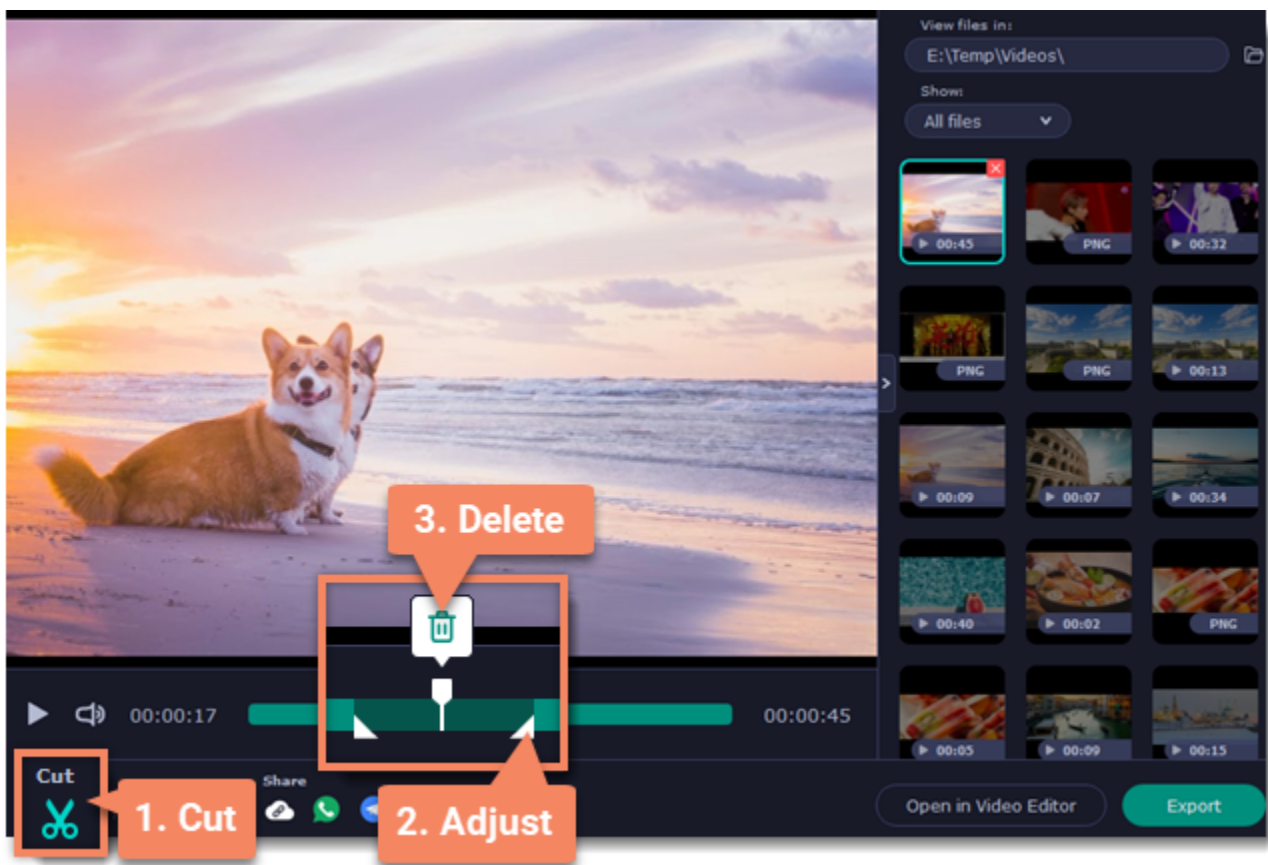 View files in:
E:\Temp\Videos\
Show:
All files
00:45
PNG
00:32
PNG
PNG
00:13
00:09
00:07
00:34
00:40
00:02
PNG
00:05
00:09
00:15
3. Delete
00:00:17
00:00:45
Cut
1. Cut
Share
2. Adjust
Open in Video Editor
Export